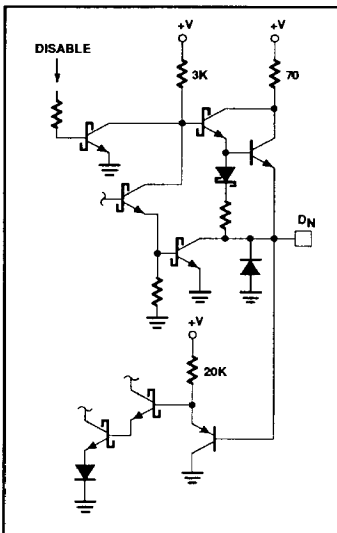 +V +V
DISABLE
3K 70
DN
+V
20K